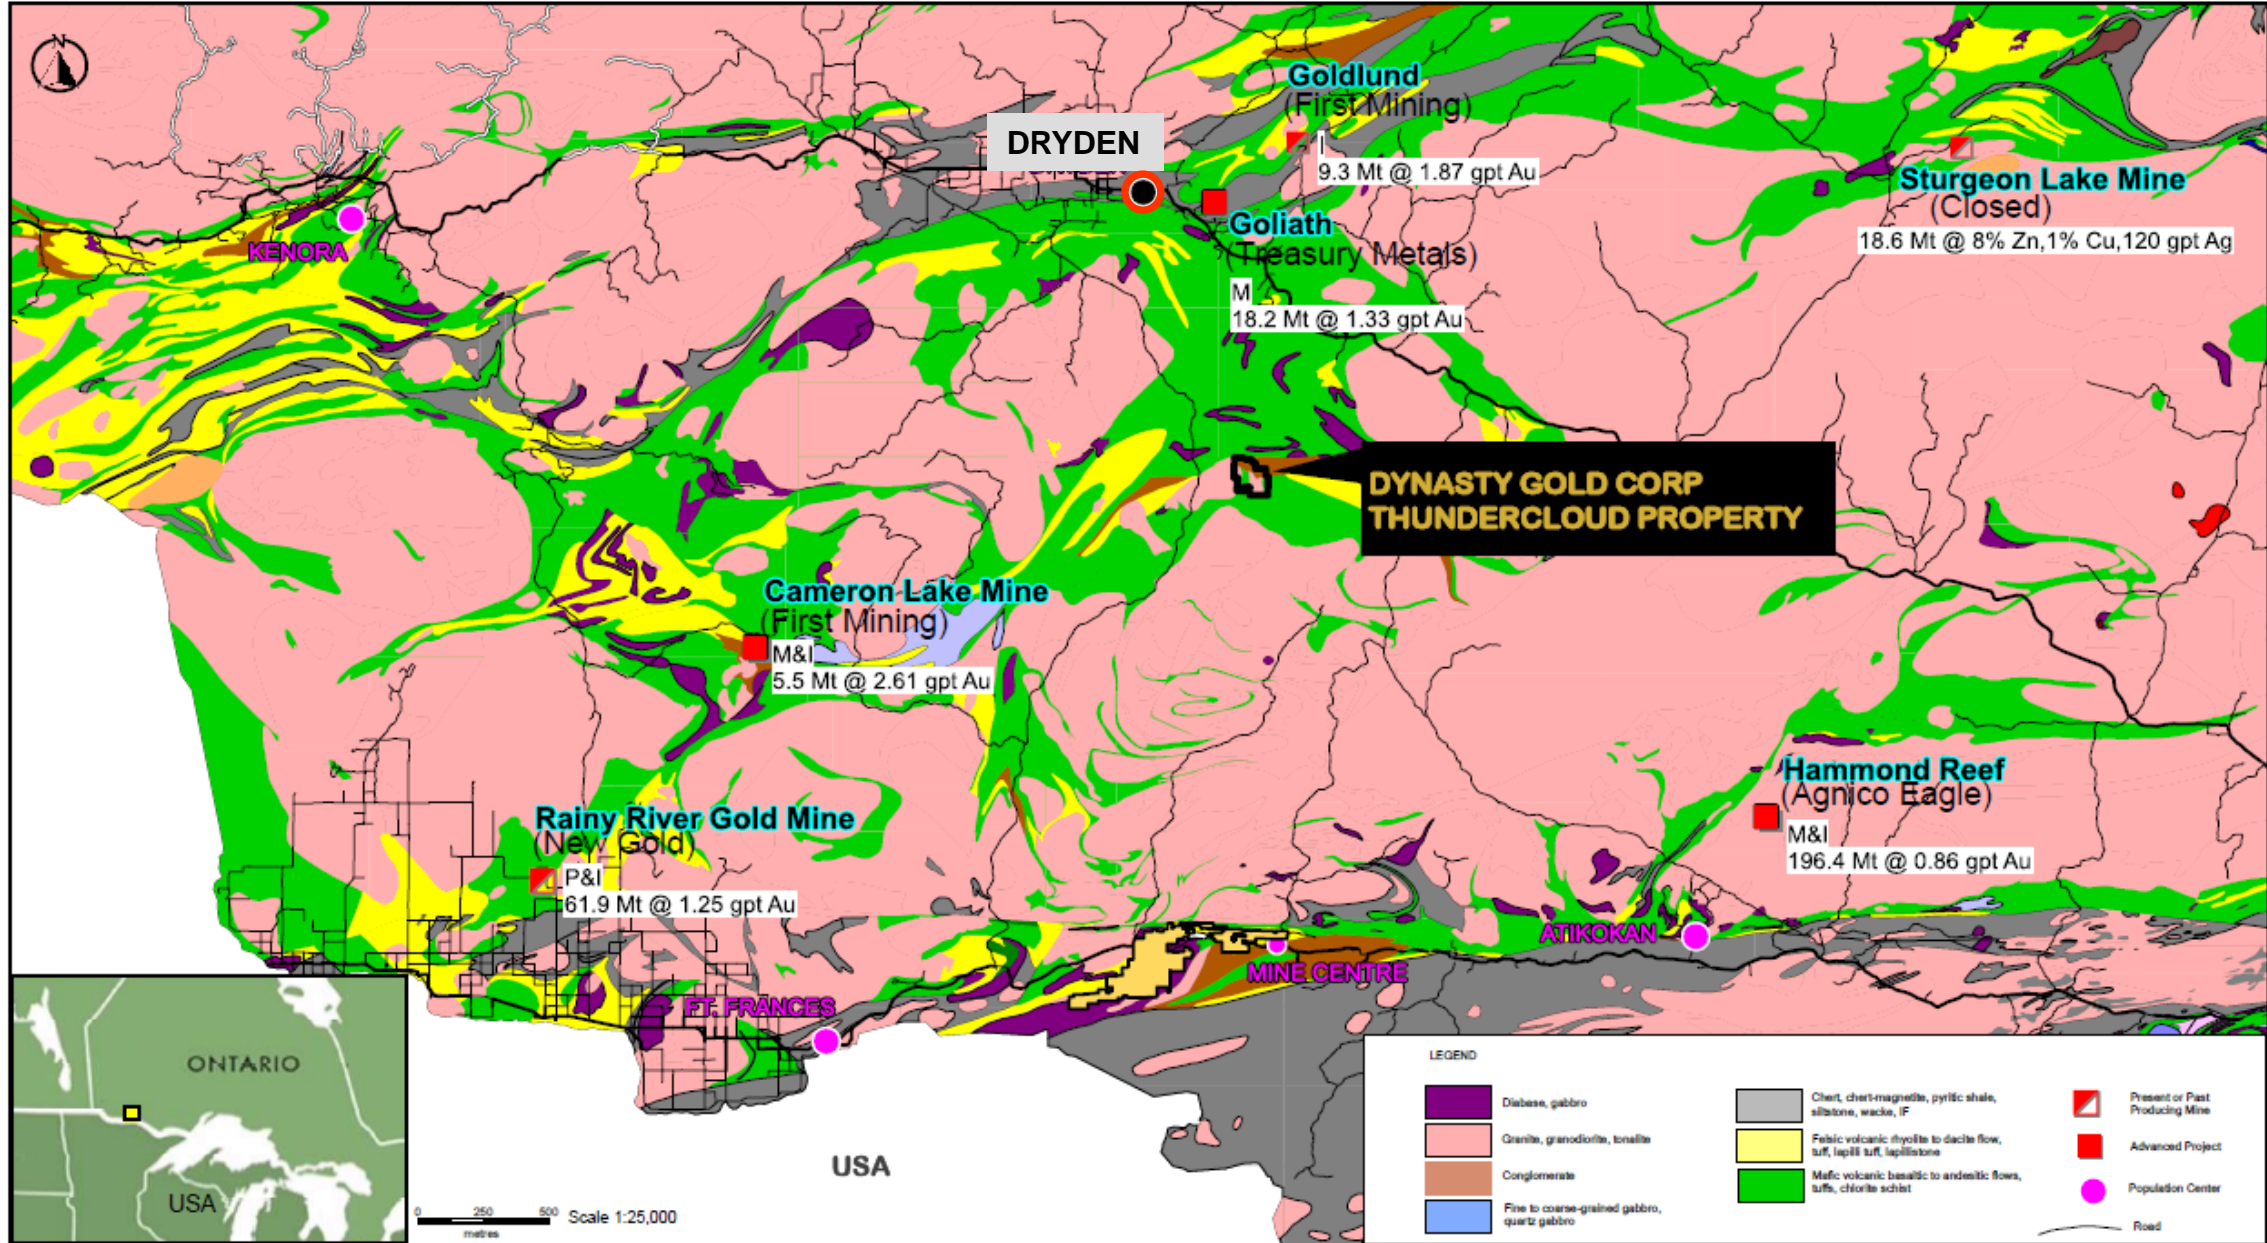 N
Goldlund
(First Mining)
I
9.3 Mt @ 1.87 gpt Au
DRYDEN
Goliath
(Treasury Metals)
M
18.2 Mt @ 1.33 gpt Au
Sturgeon Lake Mine
(Closed)
18.6 Mt @ 8% Zn,1% Cu,120 gpt Ag
KENORA
DYNASTY GOLD CORP
THUNDERCLOUD PROPERTY
Cameron Lake Mine
(First Mining)
M&I
5.5 Mt @ 2.61 gpt Au
Rainy River Gold Mine
(New Gold)
P&I
61.9 Mt @ 1.25 gpt Au
Hammond Reef
(Agnico Eagle)
M&I
196.4 Mt @ 0.86 gpt Au
ATIKOKAN
MINE CENTRE
FT. FRANCES
ONTARIO
USA
USA
0 250 500
metres
Scale 1:25,000
LEGEND
Diabase, gabbro
Granite, granodiorite, tonalite
Conglomerate
Fine to coarse-grained gabbro,
quartz gabbro
Chert, chert-magnetite, pyritic shale,
siltstone, wacke, IF
Felsic volcanic rhyolite to dacite flow,
tuff, lapilli tuff, lapillistone
Mafic volcanic basaltic to andesitic flows,
tuffs, chlorite schist
Present or Past
Producing Mine
Advanced Project
Population Center
Road